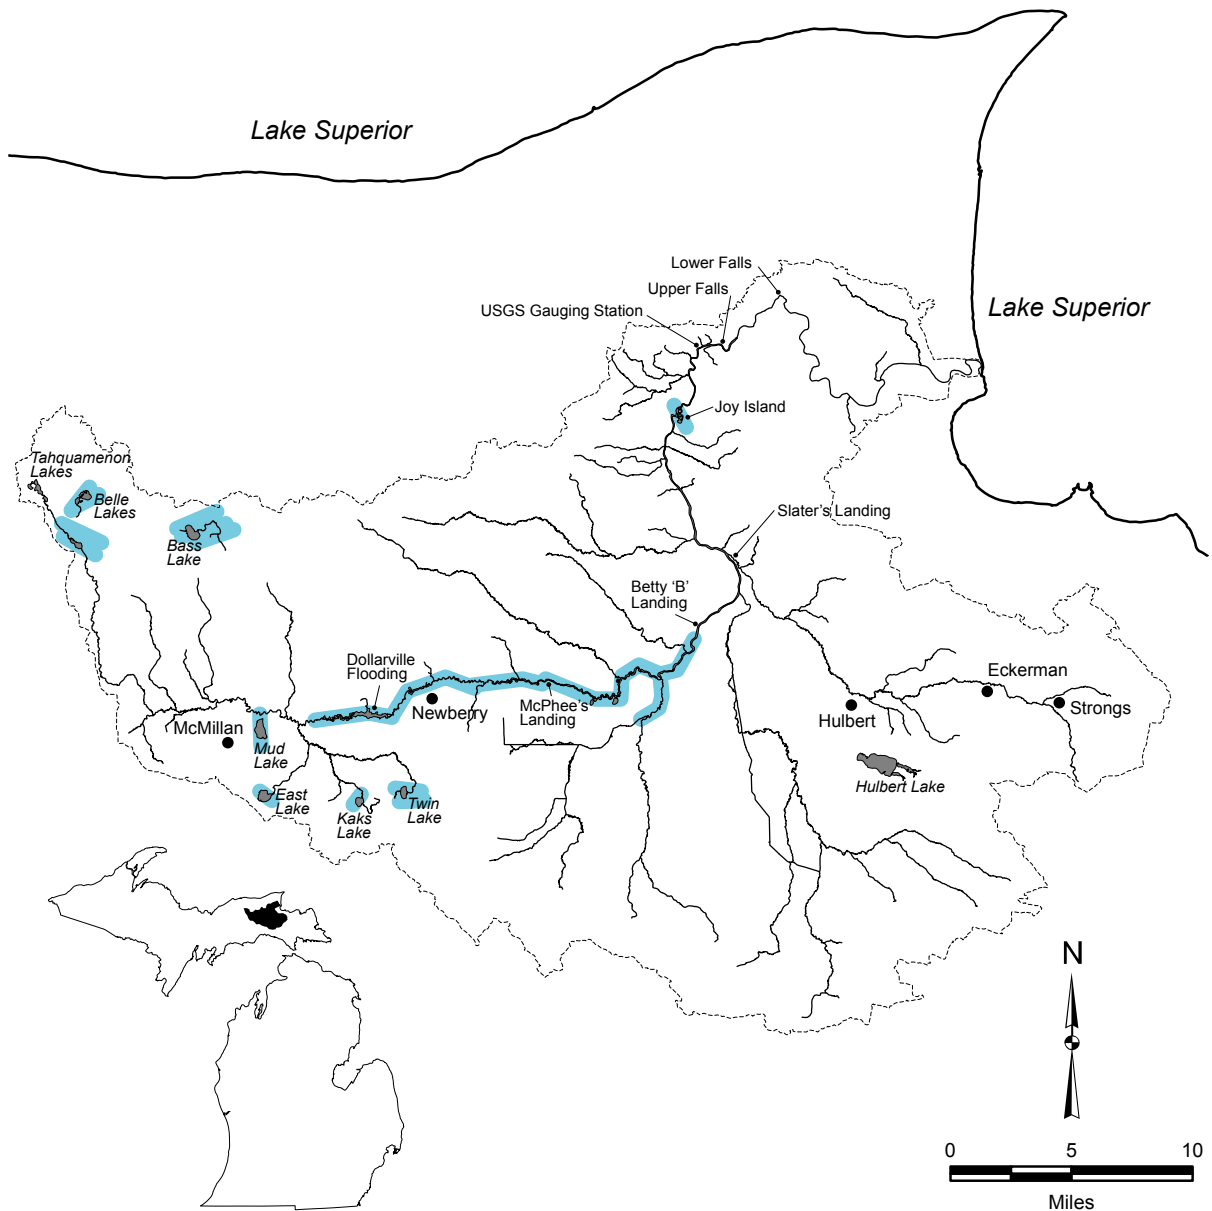 Lake Superior
Lower Falls
Upper Falls
USGS Gauging Station
Lake Superior
Joy Island
Tahquamenon
Lakes
Belle
Lakes
Bass
Lake
Slater's Landing
Betty 'B'
Landing
Dollarville
Flooding
McPhee's
Landing
Newberry
McMillan
Mud
Lake
East
Lake
Kaks
Lake
Twin
Lake
Eckerman
Strongs
Hulbert
Hulbert Lake
N
0 5 10
Miles